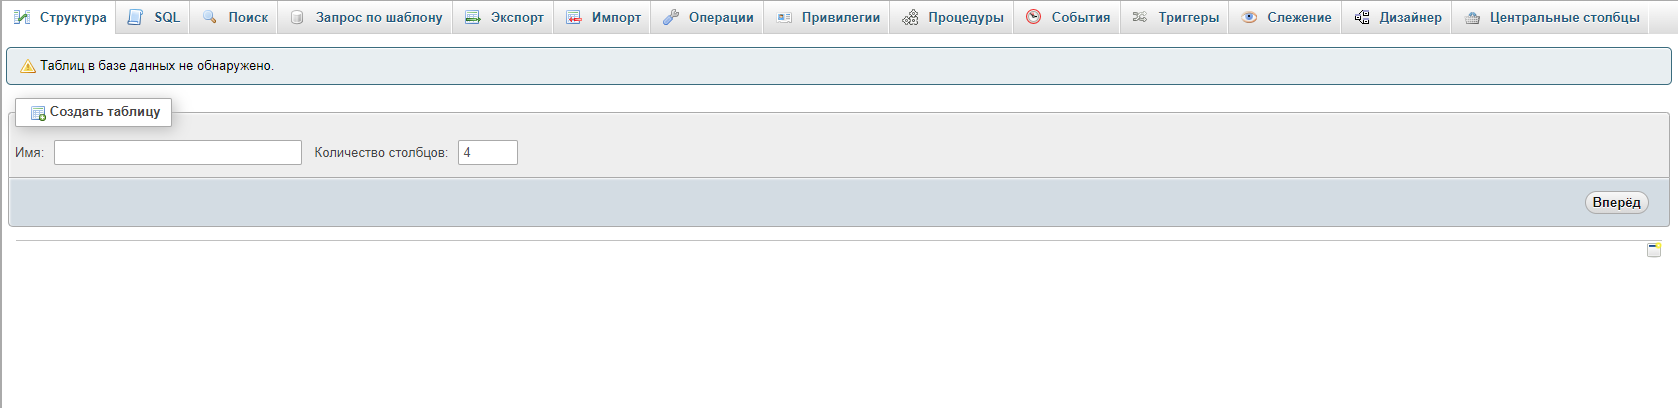 Структура SQL Поиск Запрос по шаблону Экспорт Импорт Операции Привилегии Процедуры События Триггеры Слежение Дизайнер Центральные столбцы
Таблиц в базе данных не обнаружено.
Создать таблицу
Имя: Количество столбцов: 4
Вперёд